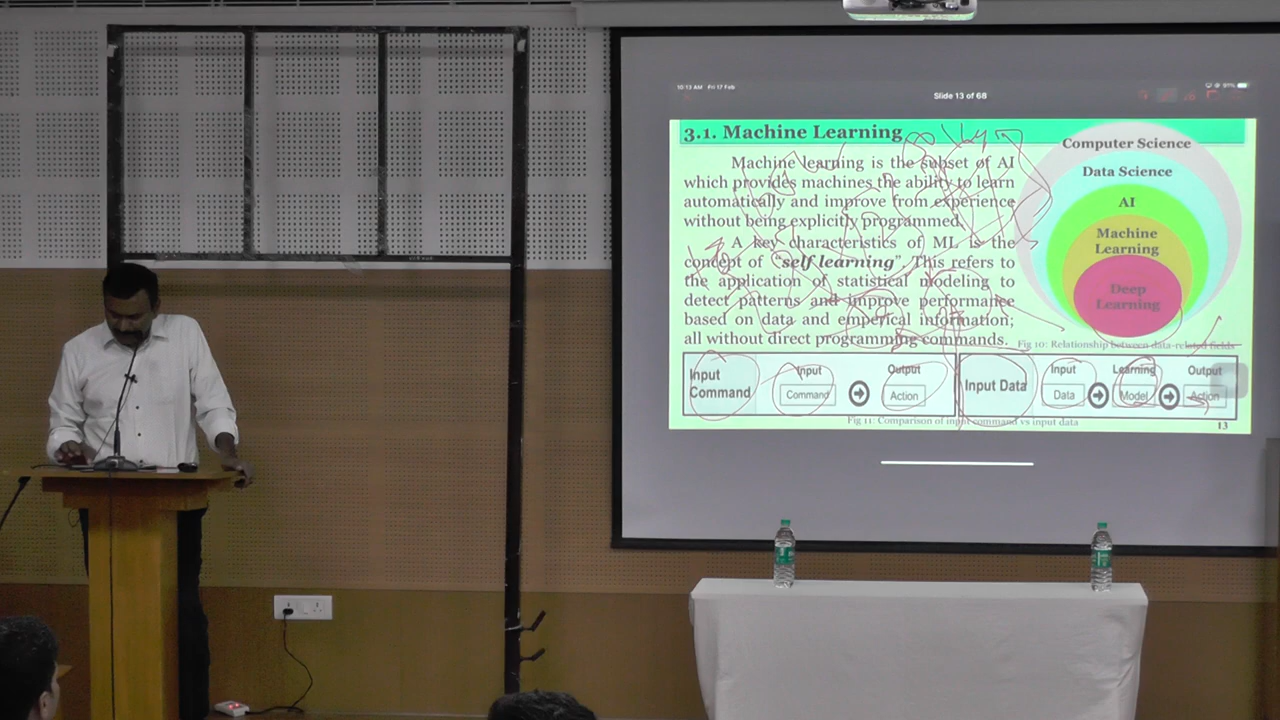 10:13 AM Fri 17 Feb
Slide 13 of 68
91%
3.1. Machine Learning
Machine learning is the subset of AI
which provides machines the ability to learn
automatically and improve from experience
without being explicitly programmed.
A key characteristics of ML is the
concept of “self learning”. This refers to
the application of statistical modeling to
detect patterns and improve performance
based on data and emperical information;
all without direct programming commands.
Computer Science
Data Science
AI
Machine
Learning
Deep
Learning
Fig 10: Relationship between data-related fields
Input
Command
Input
Command
Output
Action
Input Data
Input
Data
Learning
Model
Output
Action
Fig 11: Comparison of input command vs input data
13